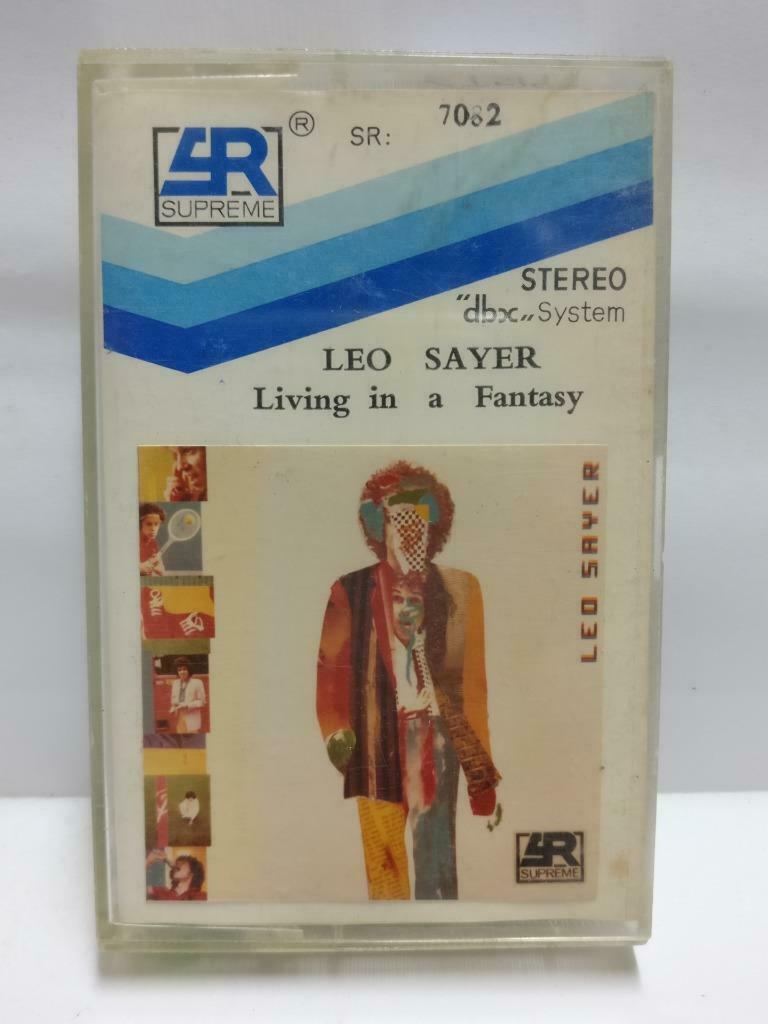 SR
SUPREME
®
SR: 7082
STEREO
"dbx" System
LEO SAYER
Living in a Fantasy
LEO SAYER
SR
SUPREME